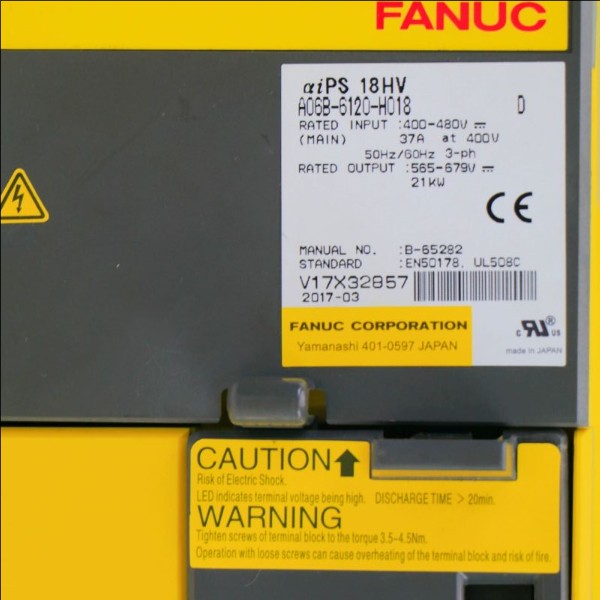 FANUC
αiPS 18HV
A06B-6120-H018 D
RATED INPUT :400-480V ⎓
(MAIN) 37A at 400V
50Hz/60Hz 3-ph
RATED OUTPUT :565-679V ⎓
21kW
CE
MANUAL NO. :B-65282
STANDARD :EN50178, UL508C
V17X32857
2017-03
FANUC CORPORATION
Yamanashi 401-0597 JAPAN
c RU us
made in JAPAN
CAUTION
Risk of Electric Shock.
LED indicates terminal voltage being high. DISCHARGE TIME > 20min.
WARNING
Tighten screws of terminal block to the torque 3.5-4.5Nm.
Operation with loose screws can cause overheating of the terminal block and risk of fire.